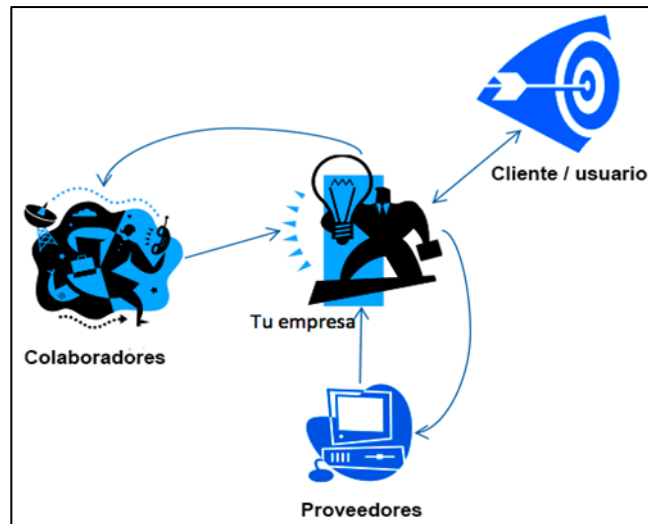 Cliente / usuario
Tu empresa
Colaboradores
Proveedores